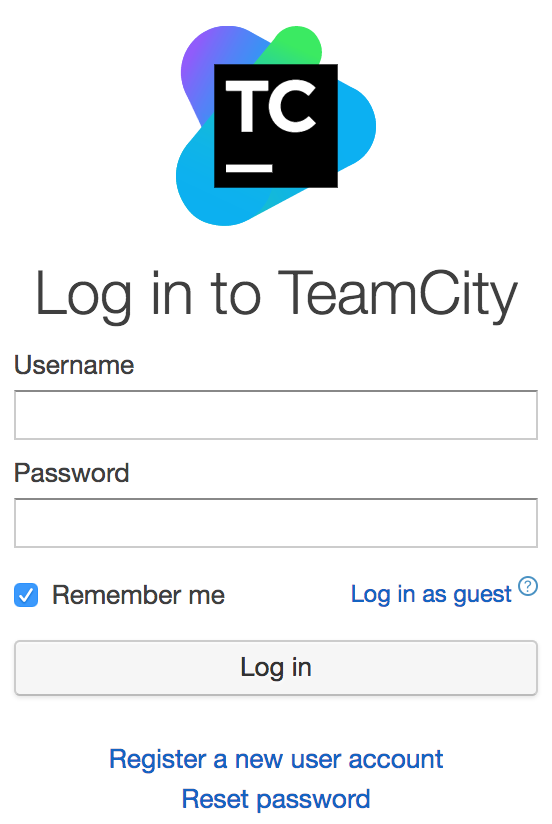 TC
Log in to TeamCity
Username
Password
Remember me
Log in as guest ?
Log in
Register a new user account
Reset password